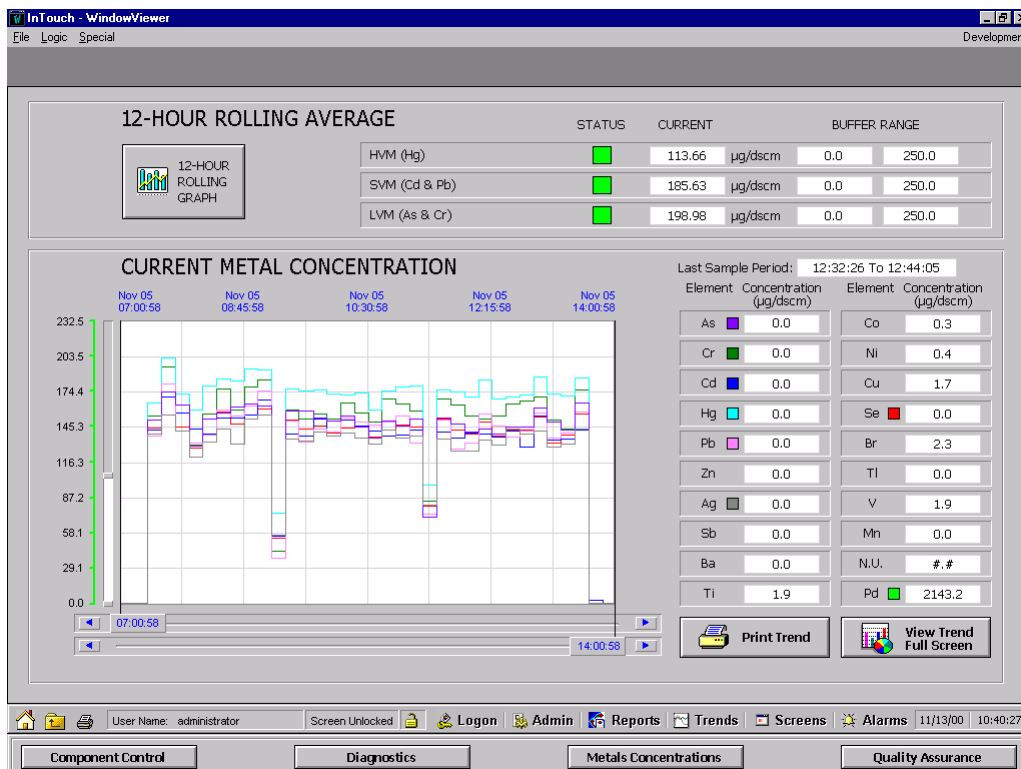 InTouch - WindowViewer
File Logic Special
Developmen
12-HOUR ROLLING AVERAGE
STATUS CURRENT BUFFER RANGE
12-HOUR
ROLLING
GRAPH
HVM (Hg) 113.66 µg/dscm 0.0 250.0
SVM (Cd & Pb) 185.63 µg/dscm 0.0 250.0
LVM (As & Cr) 198.98 µg/dscm 0.0 250.0
CURRENT METAL CONCENTRATION
Nov 05 Nov 05 Nov 05 Nov 05 Nov 05
07:00:58 08:45:58 10:30:58 12:15:58 14:00:58
232.5
203.5
174.4
145.3
116.3
87.2
58.1
29.1
0.0
07:00:58
14:00:58
Last Sample Period: 12:32:26 To 12:44:05
Element Concentration Element Concentration
(µg/dscm) (µg/dscm)
As 0.0 Co 0.3
Cr 0.0 Ni 0.4
Cd 0.0 Cu 1.7
Hg 0.0 Se 0.0
Pb 0.0 Br 2.3
Zn 0.0 Tl 0.0
Ag 0.0 V 1.9
Sb 0.0 Mn 0.0
Ba 0.0 N.U. #.#
Ti 1.9 Pd 2143.2
Print Trend
View Trend
Full Screen
User Name: administrator Screen Unlocked Logon Admin Reports Trends Screens Alarms 11/13/00 10:40:27
Component Control Diagnostics Metals Concentrations Quality Assurance